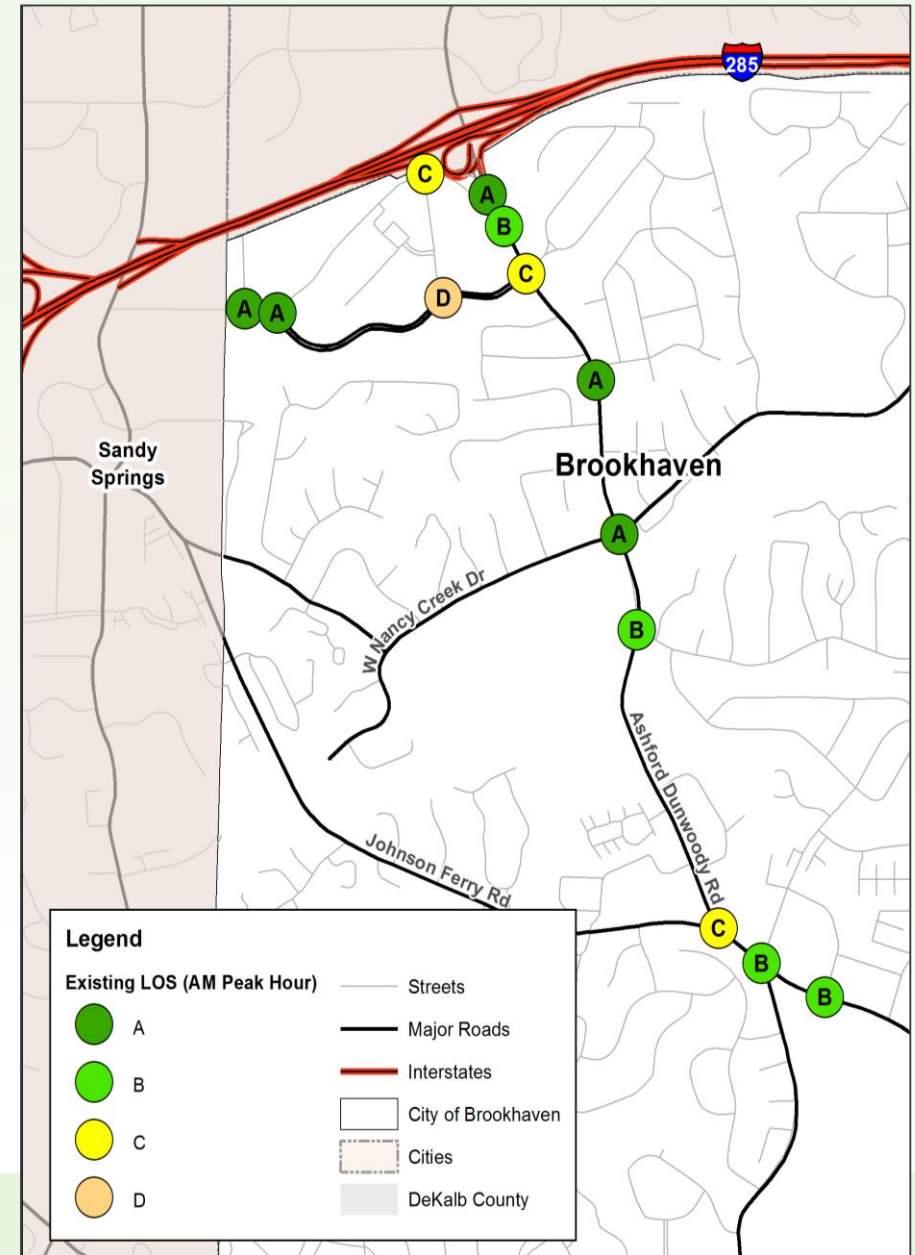 285
C
A
B
C
D
A
A
A
Sandy
Springs
Brookhaven
A
W Nancy Creek Dr
B
Ashford Dunwoody Rd
Johnson Ferry Rd
C
B
B
Legend
Existing LOS (AM Peak Hour)
A
B
C
D
Streets
Major Roads
Interstates
City of Brookhaven
Cities
DeKalb County